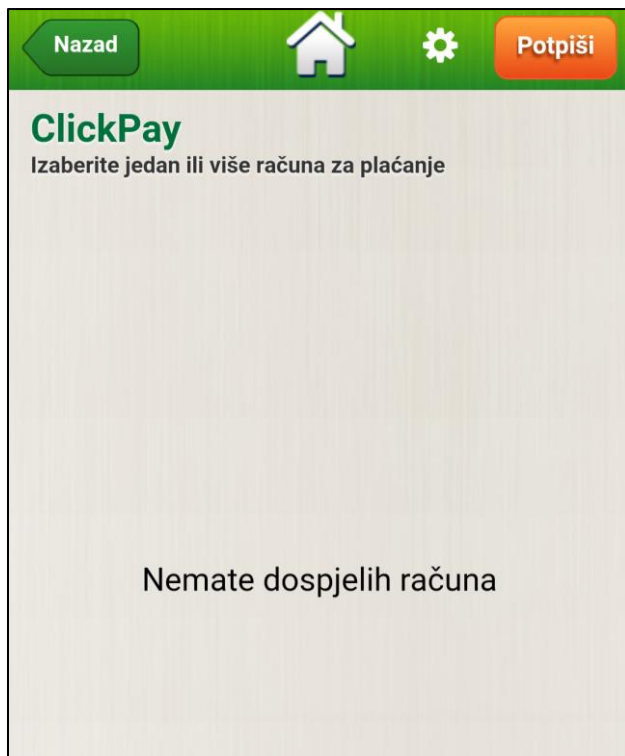 Nazad
Potpiši
ClickPay
Izaberite jedan ili više računa za plaćanje
Nemate dospjelih računa